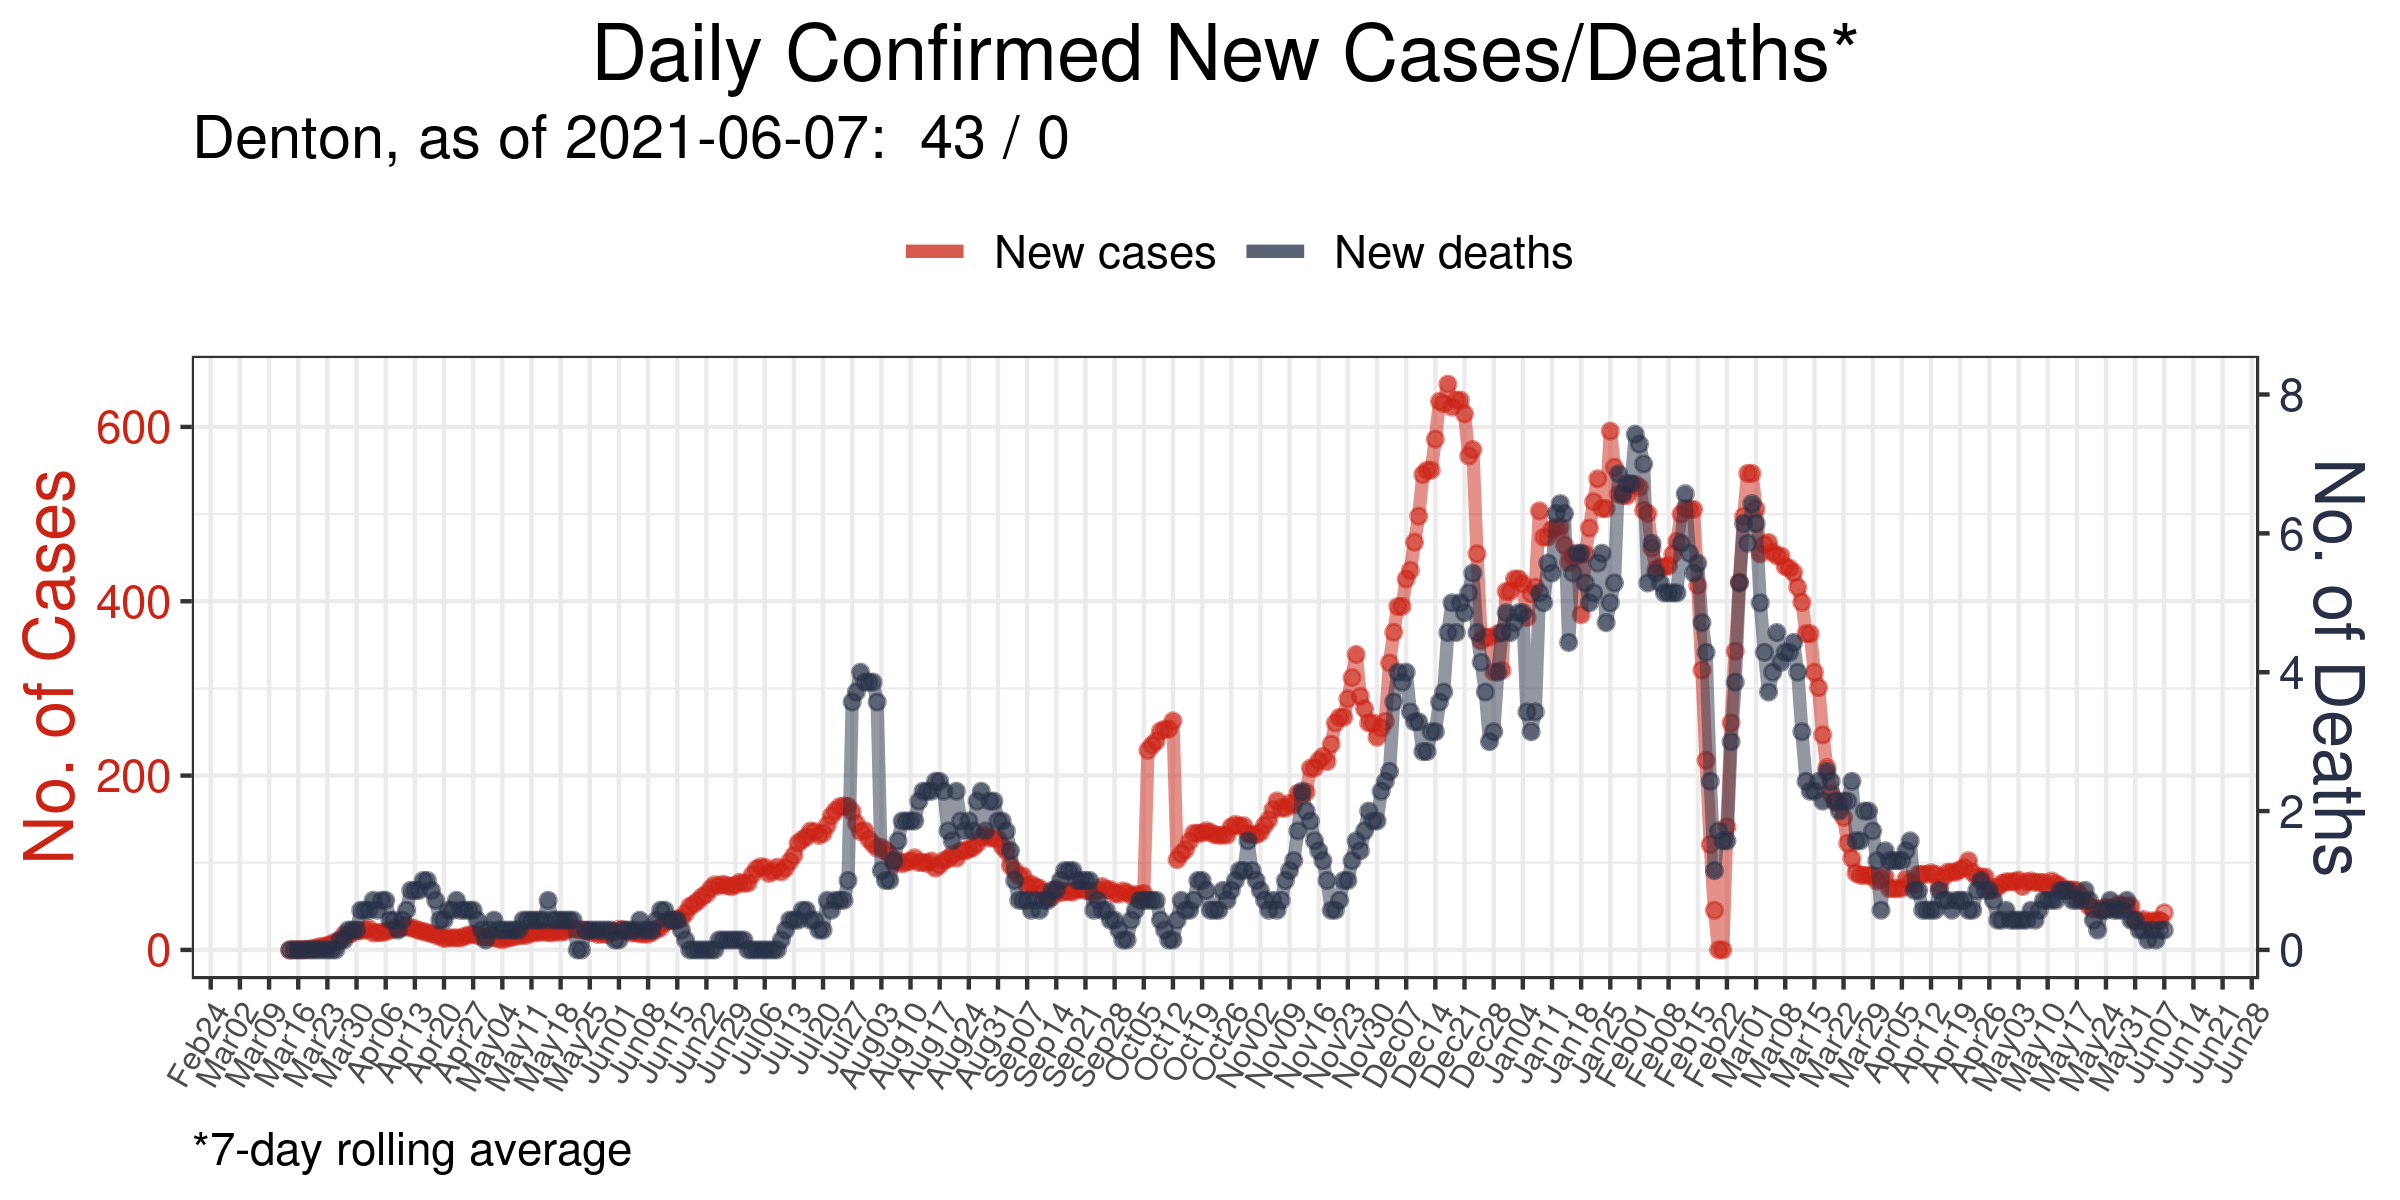 Daily Confirmed New Cases/Deaths*
Denton, as of 2021-06-07:  43 / 0
New cases
New deaths
No. of Cases
600
400
200
0
8
6
4
2
0
No. of Deaths
Feb24
Mar02
Mar09
Mar16
Mar23
Mar30
Apr06
Apr13
Apr20
Apr27
May04
May11
May18
May25
Jun01
Jun08
Jun15
Jun22
Jun29
Jul06
Jul13
Jul20
Jul27
Aug03
Aug10
Aug17
Aug24
Aug31
Sep07
Sep14
Sep21
Sep28
Oct05
Oct12
Oct19
Oct26
Nov02
Nov09
Nov16
Nov23
Nov30
Dec07
Dec14
Dec21
Dec28
Jan04
Jan11
Jan18
Jan25
Feb01
Feb08
Feb15
Feb22
Mar01
Mar08
Mar15
Mar22
Mar29
Apr05
Apr12
Apr19
Apr26
May03
May10
May17
May24
May31
Jun07
Jun14
Jun21
Jun28
*7-day rolling average